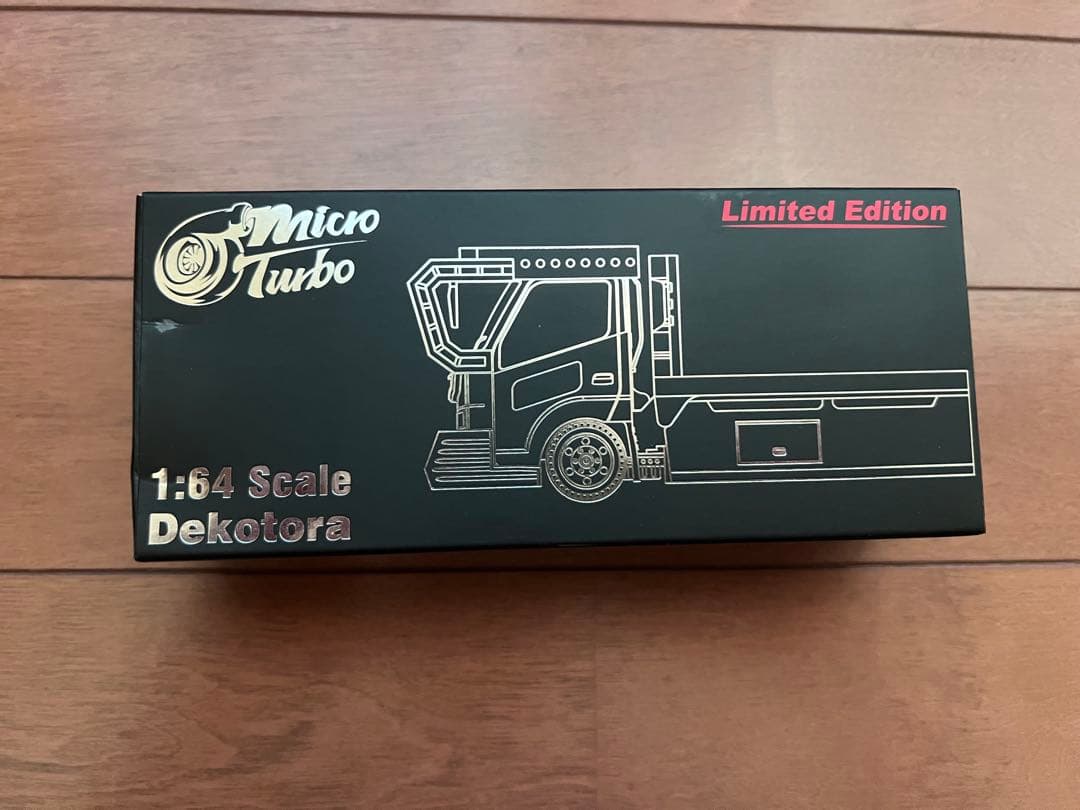 Micro
Turbo
Limited Edition
1:64 Scale
Dekotora